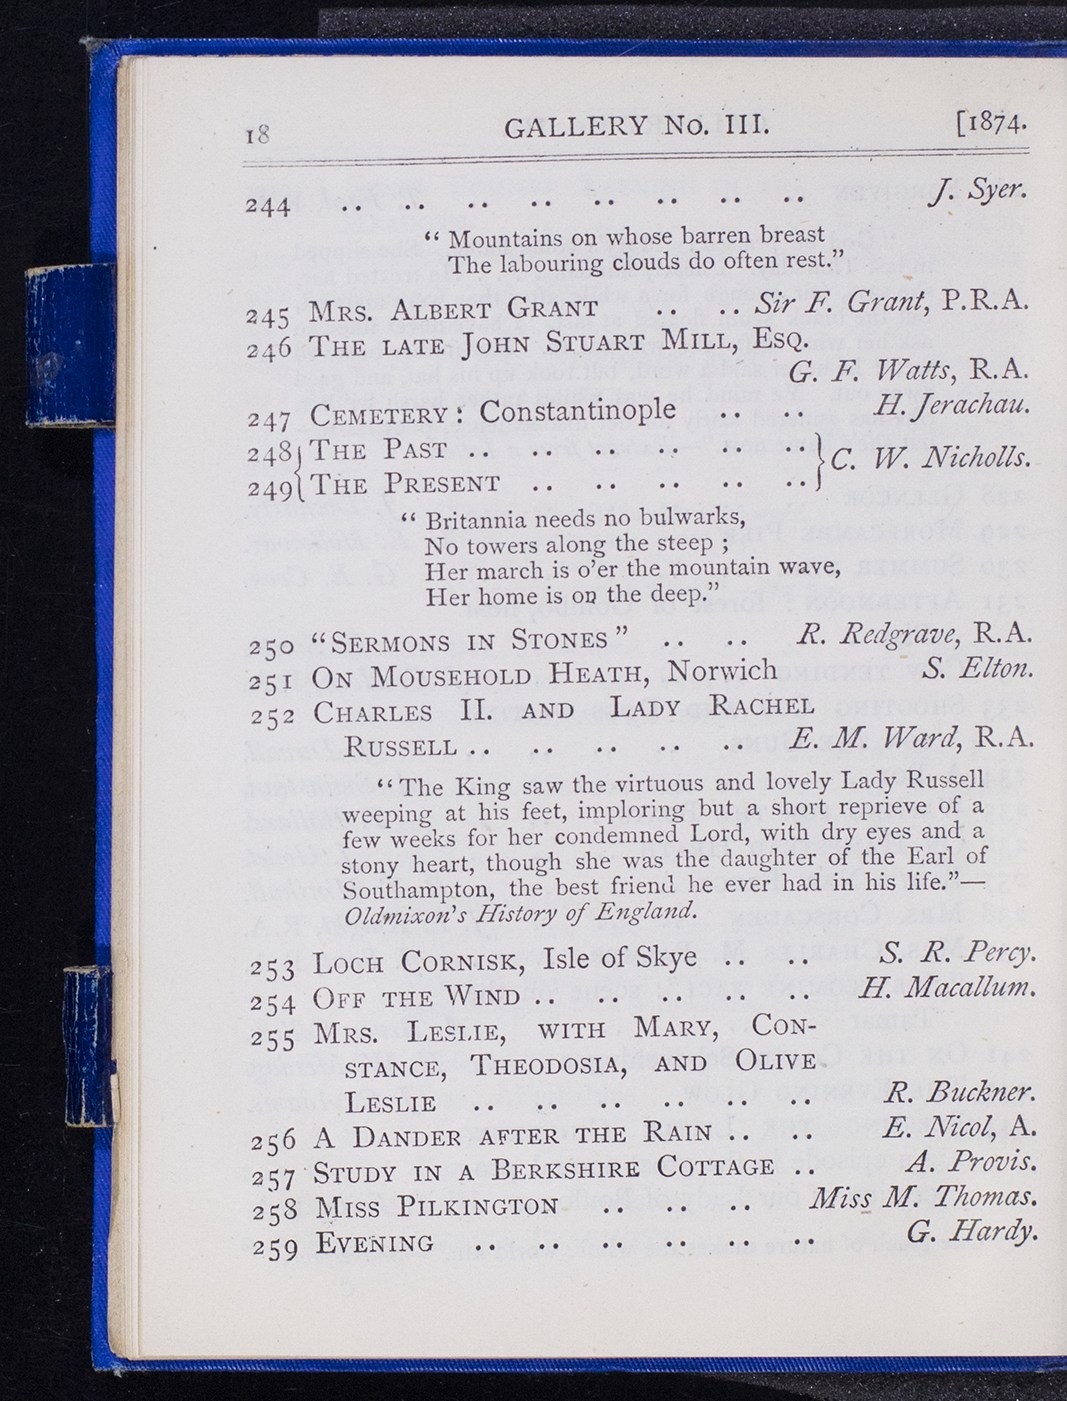 18 GALLERY No. III. [1874.
244 .. .. .. .. .. .. .. .. J. Syer.
“ Mountains on whose barren breast
The labouring clouds do often rest.”
245 MRS. ALBERT GRANT .. .. Sir F. Grant, P.R.A.
246 THE LATE JOHN STUART MILL, ESQ.
G. F. Watts, R.A.
247 CEMETERY: Constantinople .. .. H. Jerachau.
248 { THE PAST .. .. .. .. .. .. } C. W. Nicholls.
249 { THE PRESENT .. .. .. .. .. }
“ Britannia needs no bulwarks,
No towers along the steep ;
Her march is o’er the mountain wave,
Her home is on the deep.”
250 “SERMONS IN STONES” .. .. R. Redgrave, R.A.
251 ON MOUSEHOLD HEATH, Norwich S. Elton.
252 CHARLES II. AND LADY RACHEL
RUSSELL .. .. .. .. .. E. M. Ward, R.A.
“ The King saw the virtuous and lovely Lady Russell
weeping at his feet, imploring but a short reprieve of a
few weeks for her condemned Lord, with dry eyes and a
stony heart, though she was the daughter of the Earl of
Southampton, the best friend he ever had in his life.”—
Oldmixon’s History of England.
253 LOCH CORNISK, Isle of Skye .. .. S. R. Percy.
254 OFF THE WIND .. .. .. .. .. H. Macallum.
255 MRS. LESLIE, WITH MARY, CON-
STANCE, THEODOSIA, AND OLIVE
LESLIE .. .. .. .. .. .. R. Buckner.
256 A DANDER AFTER THE RAIN .. .. E. Nicol, A.
257 STUDY IN A BERKSHIRE COTTAGE .. A. Provis.
258 MISS PILKINGTON .. .. .. Miss M. Thomas.
259 EVENING .. .. .. .. .. .. G. Hardy.